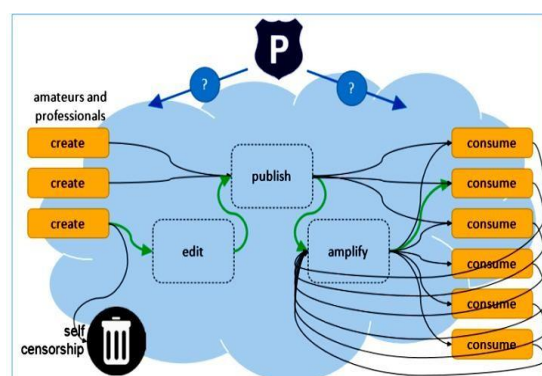 P
?
?
amateurs and
professionals
create
create
create
publish
edit
amplify
consume
consume
consume
consume
consume
consume
self
censorship